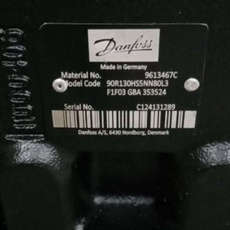 Danfoss
Made in Germany
Material No. 9613467C
Model Code 90R130HS5NN80L3
F1F03 GBA 353524
Serial No. C124131289
Danfoss A/S, 6430 Nordborg, Denmark